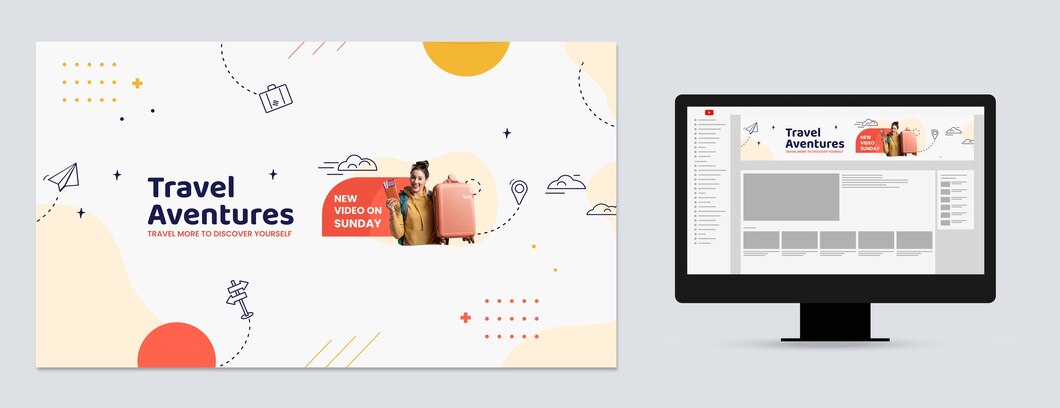 Travel
Aventures
TRAVEL MORE TO DISCOVER YOURSELF
NEW
VIDEO ON
SUNDAY
Travel
Aventures
TRAVEL MORE TO DISCOVER YOURSELF
NEW
VIDEO ON
SUNDAY